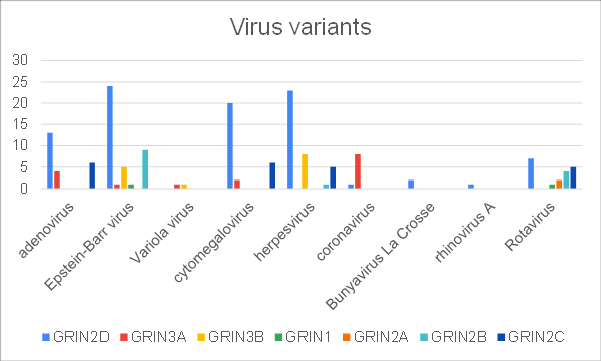 Virus variants
30
25
20
15
10
5
0
adenovirus
Epstein-Barr virus
Variola virus
cytomegalovirus
herpesvirus
coronavirus
Bunyavirus La Crosse
rhinovirus A
Rotavirus
GRIN2D GRIN3A GRIN3B GRIN1 GRIN2A GRIN2B GRIN2C